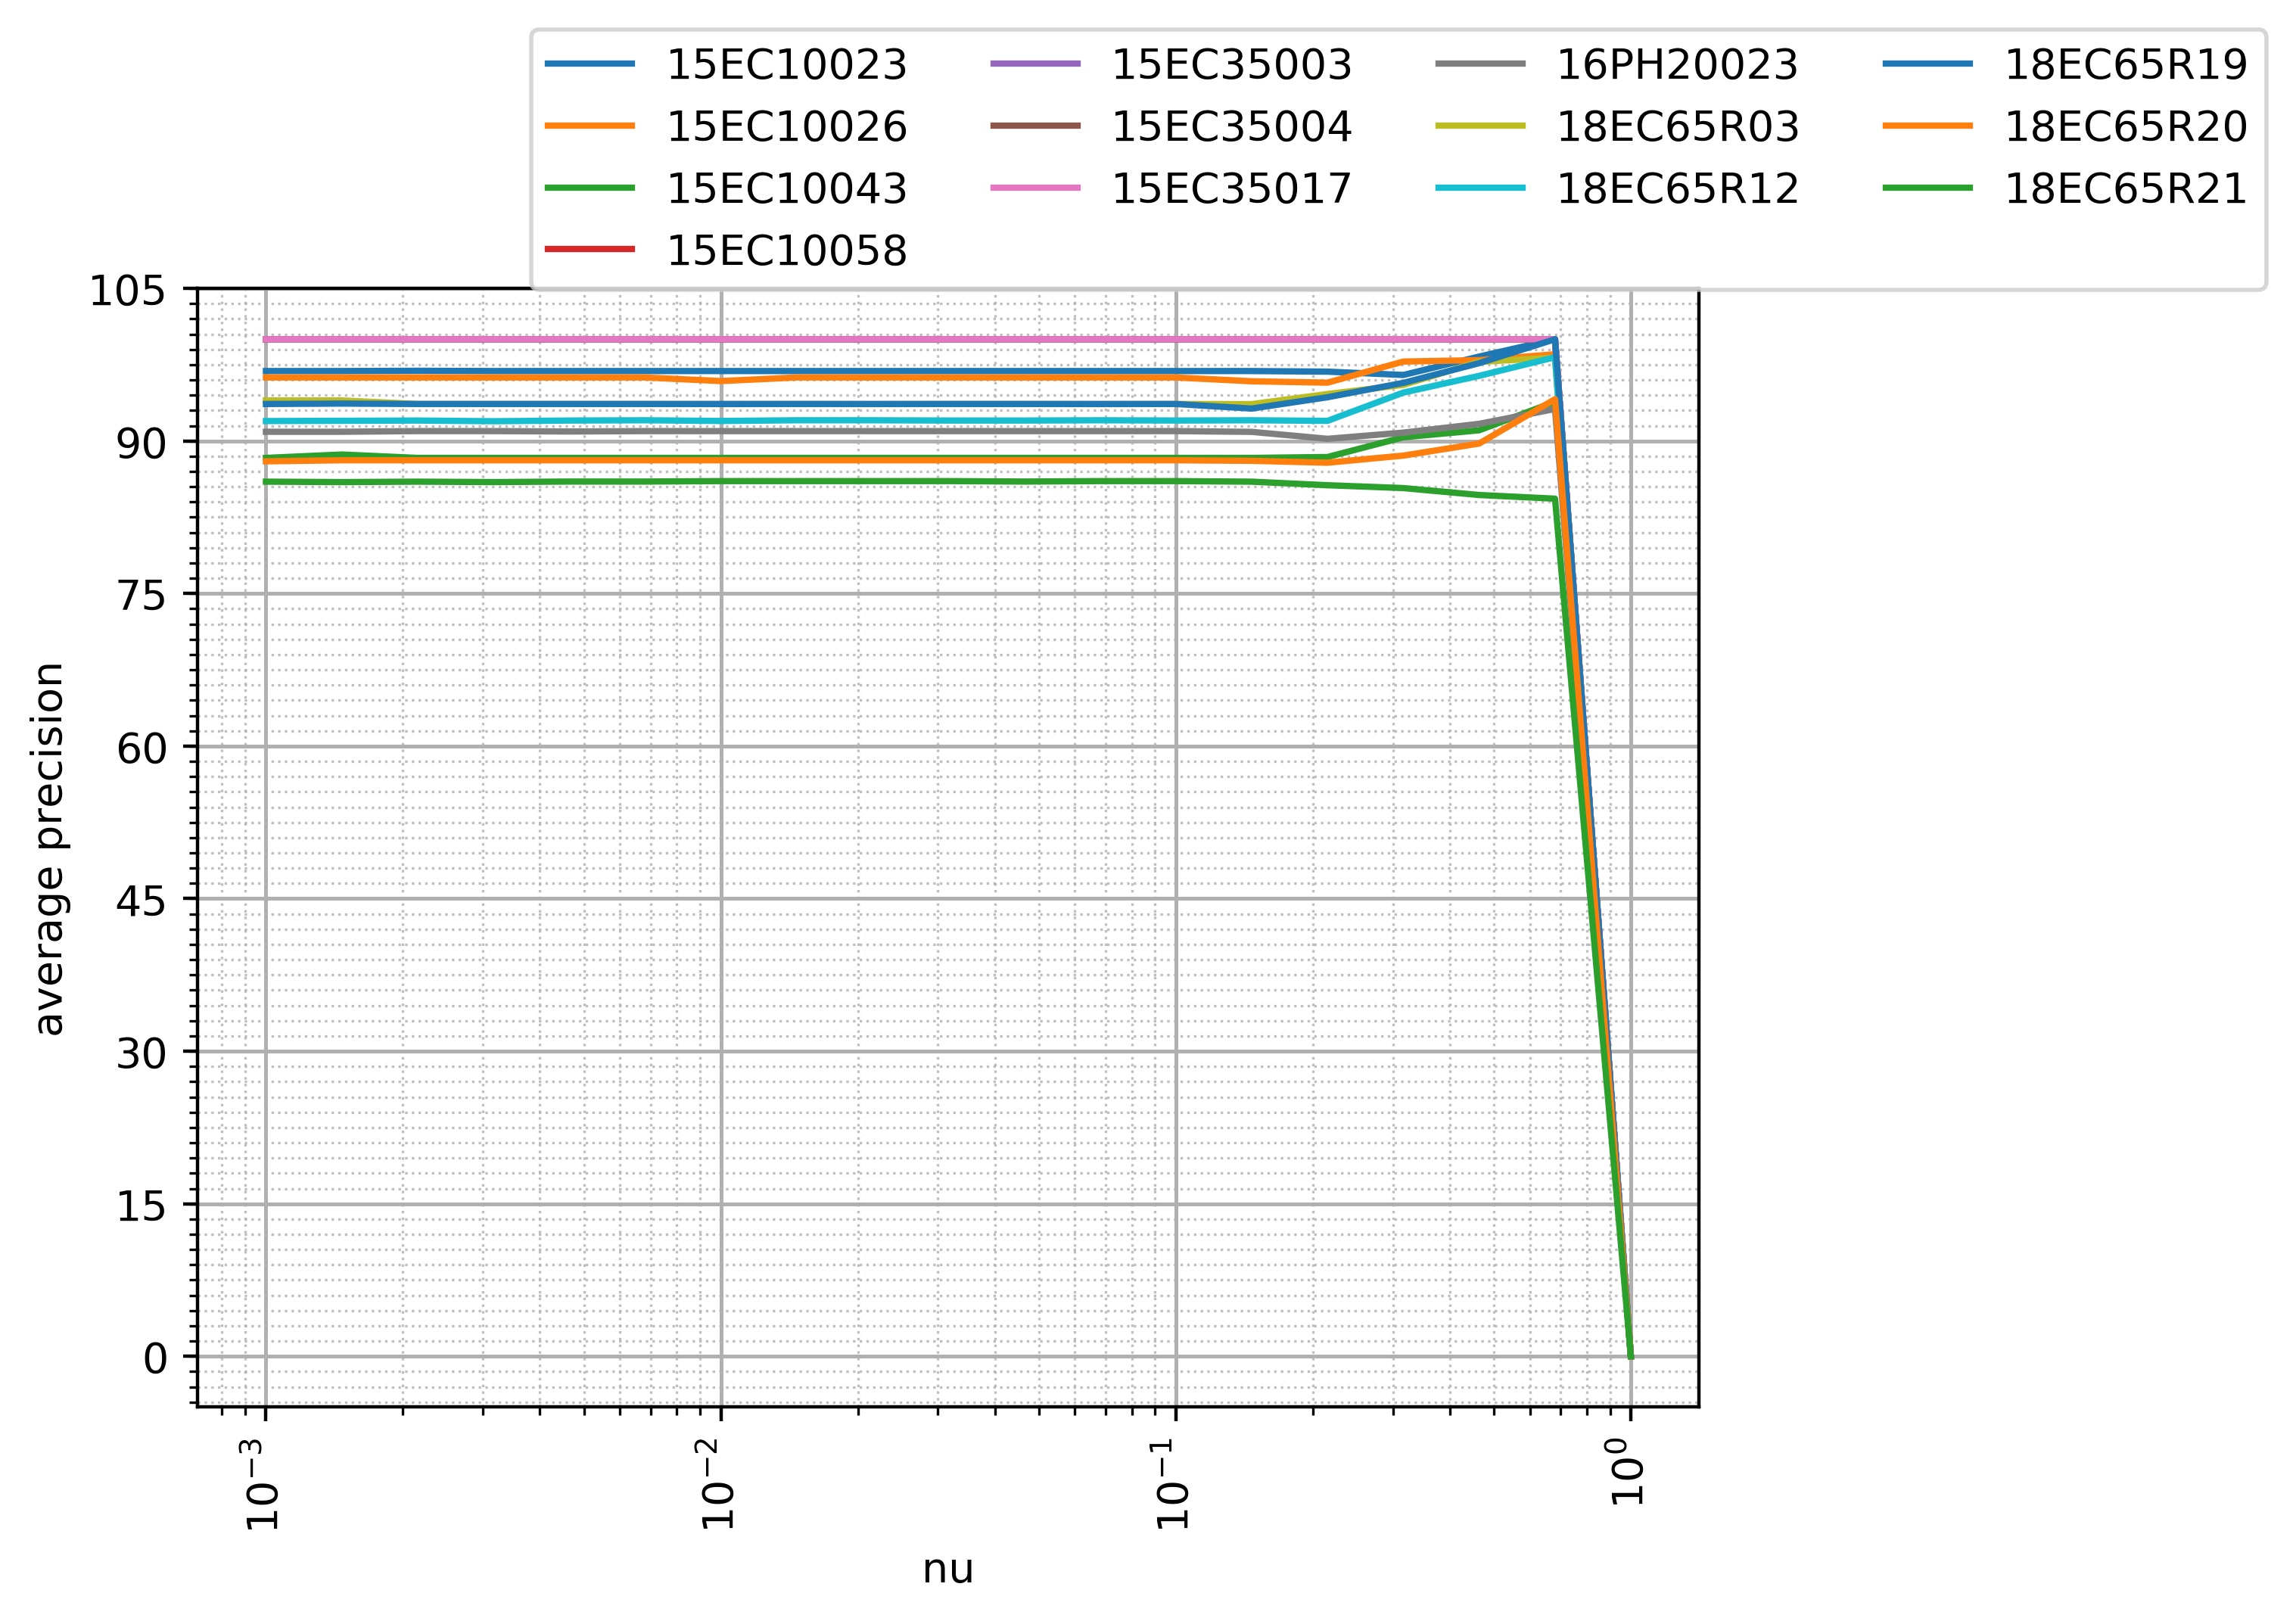 15EC10023 15EC35003 16PH20023 18EC65R19
15EC10026 15EC35004 18EC65R03 18EC65R20
15EC10043 15EC35017 18EC65R12 18EC65R21
15EC10058
105
90
75
60
45
30
15
0
average precision
10⁻³ 10⁻² 10⁻¹ 10⁰
nu